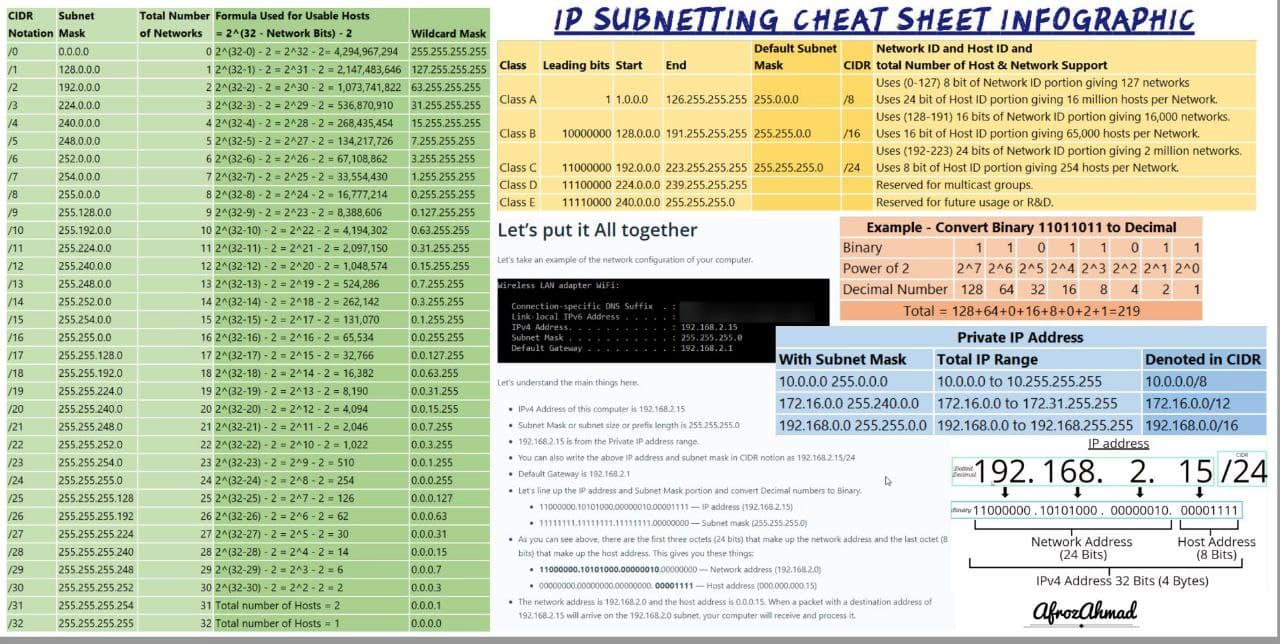 IP SUBNETTING CHEAT SHEET INFOGRAPHIC
CIDR Notation Subnet Mask Total Number of Networks Formula Used for Usable Hosts = 2^(32 - Network Bits) - 2 Wildcard Mask
/0 0.0.0.0 0 2^(32-0) - 2 = 2^32 - 2= 4,294,967,294 255.255.255.255
/1 128.0.0.0 1 2^(32-1) - 2 = 2^31 - 2 = 2,147,483,646 127.255.255.255
/2 192.0.0.0 2 2^(32-2) - 2 = 2^30 - 2 = 1,073,741,822 63.255.255.255
/3 224.0.0.0 3 2^(32-3) - 2 = 2^29 - 2 = 536,870,910 31.255.255.255
/4 240.0.0.0 4 2^(32-4) - 2 = 2^28 - 2 = 268,435,454 15.255.255.255
/5 248.0.0.0 5 2^(32-5) - 2 = 2^27 - 2 = 134,217,726 7.255.255.255
/6 252.0.0.0 6 2^(32-6) - 2 = 2^26 - 2 = 67,108,862 3.255.255.255
/7 254.0.0.0 7 2^(32-7) - 2 = 2^25 - 2 = 33,554,430 1.255.255.255
/8 255.0.0.0 8 2^(32-8) - 2 = 2^24 - 2 = 16,777,214 0.255.255.255
/9 255.128.0.0 9 2^(32-9) - 2 = 2^23 - 2 = 8,388,606 0.127.255.255
/10 255.192.0.0 10 2^(32-10) - 2 = 2^22 - 2 = 4,194,302 0.63.255.255
/11 255.224.0.0 11 2^(32-11) - 2 = 2^21 - 2 = 2,097,150 0.31.255.255
/12 255.240.0.0 12 2^(32-12) - 2 = 2^20 - 2 = 1,048,574 0.15.255.255
/13 255.248.0.0 13 2^(32-13) - 2 = 2^19 - 2 = 524,286 0.7.255.255
/14 255.252.0.0 14 2^(32-14) - 2 = 2^18 - 2 = 262,142 0.3.255.255
/15 255.254.0.0 15 2^(32-15) - 2 = 2^17 - 2 = 131,070 0.1.255.255
/16 255.255.0.0 16 2^(32-16) - 2 = 2^16 - 2 = 65,534 0.0.255.255
/17 255.255.128.0 17 2^(32-17) - 2 = 2^15 - 2 = 32,766 0.0.127.255
/18 255.255.192.0 18 2^(32-18) - 2 = 2^14 - 2 = 16,382 0.0.63.255
/19 255.255.224.0 19 2^(32-19) - 2 = 2^13 - 2 = 8,190 0.0.31.255
/20 255.255.240.0 20 2^(32-20) - 2 = 2^12 - 2 = 4,094 0.0.15.255
/21 255.255.248.0 21 2^(32-21) - 2 = 2^11 - 2 = 2,046 0.0.7.255
/22 255.255.252.0 22 2^(32-22) - 2 = 2^10 - 2 = 1,022 0.0.3.255
/23 255.255.254.0 23 2^(32-23) - 2 = 2^9 - 2 = 510 0.0.1.255
/24 255.255.255.0 24 2^(32-24) - 2 = 2^8 - 2 = 254 0.0.0.255
/25 255.255.255.128 25 2^(32-25) - 2 = 2^7 - 2 = 126 0.0.0.127
/26 255.255.255.192 26 2^(32-26) - 2 = 2^6 - 2 = 62 0.0.0.63
/27 255.255.255.224 27 2^(32-27) - 2 = 2^5 - 2 = 30 0.0.0.31
/28 255.255.255.240 28 2^(32-28) - 2 = 2^4 - 2 = 14 0.0.0.15
/29 255.255.255.248 29 2^(32-29) - 2 = 2^3 - 2 = 6 0.0.0.7
/30 255.255.255.252 30 2^(32-30) - 2 = 2^2 - 2 = 2 0.0.0.3
/31 255.255.255.254 31 Total number of Hosts = 2 0.0.0.1
/32 255.255.255.255 32 Total number of Hosts = 1 0.0.0.0
Class Leading bits Start End Default Subnet Mask CIDR Network ID and Host ID and total Number of Host & Network Support
Uses (0-127) 8 bit of Network ID portion giving 127 networks
Class A 1 1.0.0.0 126.255.255.255 255.0.0.0 /8 Uses 24 bit of Host ID portion giving 16 million hosts per Network.
Uses (128-191) 16 bits of Network ID portion giving 16,000 networks.
Class B 10000000 128.0.0.0 191.255.255.255 255.255.0.0 /16 Uses 16 bit of Host ID portion giving 65,000 hosts per Network.
Uses (192-223) 24 bits of Network ID portion giving 2 million networks.
Class C 11000000 192.0.0.0 223.255.255.255 255.255.255.0 /24 Uses 8 bit of Host ID portion giving 254 hosts per Network.
Class D 11100000 224.0.0.0 239.255.255.255 Reserved for multicast groups.
Class E 11110000 240.0.0.0 255.255.255.0 Reserved for future usage or R&D.
Let's put it All together
Let's take an example of the network configuration of your computer.
Wireless LAN adapter WiFi:
Connection-specific DNS Suffix . :
Link-local IPv6 Address . . . . . :
IPv4 Address. . . . . . . . . . . : 192.168.2.15
Subnet Mask . . . . . . . . . . . : 255.255.255.0
Default Gateway . . . . . . . . . : 192.168.2.1
Let's understand the main things here.
• IPv4 Address of this computer is 192.168.2.15
• Subnet Mask or subnet size or prefix length is 255.255.255.0
• 192.168.2.15 is from the Private IP address range.
• You can also write the above IP address and subnet mask in CIDR notion as 192.168.2.15/24
• Default Gateway is 192.168.2.1
• Let's line up the IP address and Subnet Mask portion and convert Decimal numbers to Binary.
• 11000000.10101000.00000010.00001111 — IP address (192.168.2.15)
• 11111111.11111111.11111111.00000000 — Subnet mask (255.255.255.0)
• As you can see above, there are the first three octets (24 bits) that make up the network address and the last octet (8
bits) that make up the host address. This gives you these things:
• 11000000.10101000.00000010.00000000 — Network address (192.168.2.0)
• 00000000.00000000.00000000. 00001111 — Host address (000.000.000.15)
• The network address is 192.168.2.0 and the host address is 0.0.0.15. When a packet with a destination address of
192.168.2.15 will arrive on the 192.168.2.0 subnet, your computer will receive and process it.
Example - Convert Binary 11011011 to Decimal
Binary 1 1 0 1 1 0 1 1
Power of 2 2^7 2^6 2^5 2^4 2^3 2^2 2^1 2^0
Decimal Number 128 64 32 16 8 4 2 1
Total = 128+64+0+16+8+0+2+1=219
Private IP Address
With Subnet Mask Total IP Range Denoted in CIDR
10.0.0.0 255.0.0.0 10.0.0.0 to 10.255.255.255 10.0.0.0/8
172.16.0.0 255.240.0.0 172.16.0.0 to 172.31.255.255 172.16.0.0/12
192.168.0.0 255.255.0.0 192.168.0.0 to 192.168.255.255 192.168.0.0/16
IP address
CIDR
Dotted Decimal 192. 168. 2. 15 /24
Binary 11000000 . 10101000 . 00000010. 00001111
Network Address (24 Bits) Host Address (8 Bits)
IPv4 Address 32 Bits (4 Bytes)
AfrozAhmad